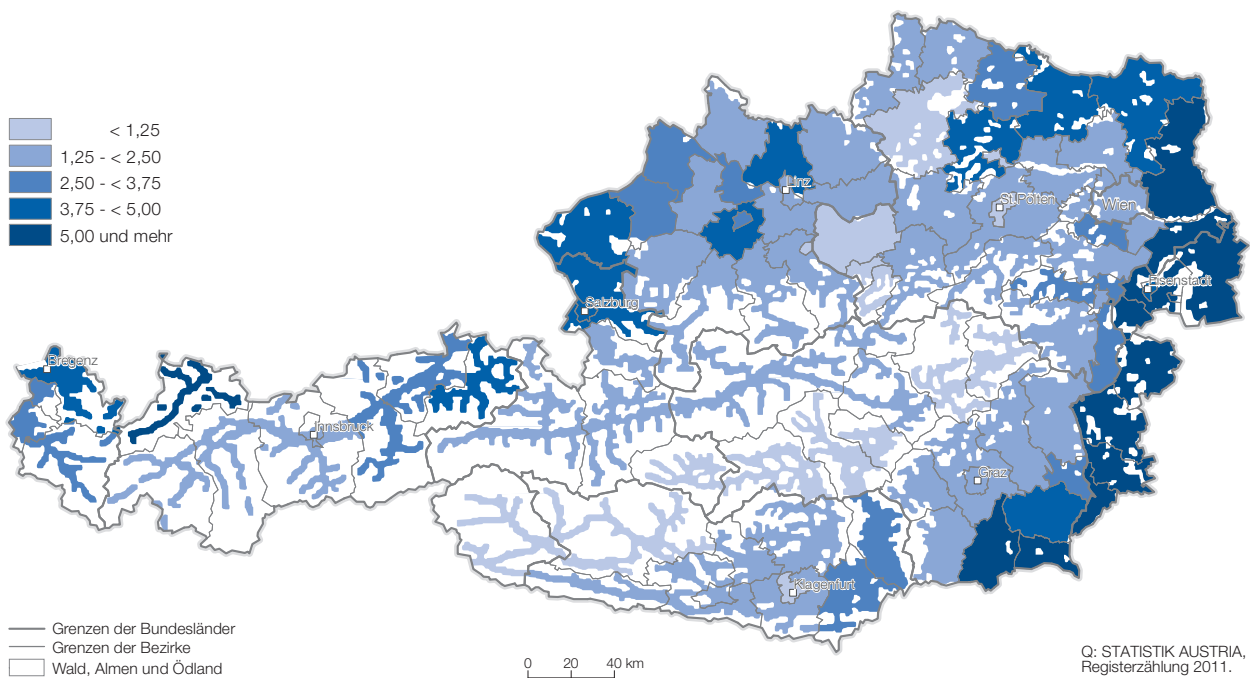 < 1,25
1,25 - < 2,50
2,50 - < 3,75
3,75 - < 5,00
5,00 und mehr
Linz
St.Pölten
Wien
Eisenstadt
Salzburg
Bregenz
Innsbruck
Graz
Klagenfurt
Grenzen der Bundesländer
Grenzen der Bezirke
Wald, Almen und Ödland
0 20 40 km
Q: STATISTIK AUSTRIA,
Registerzählung 2011.